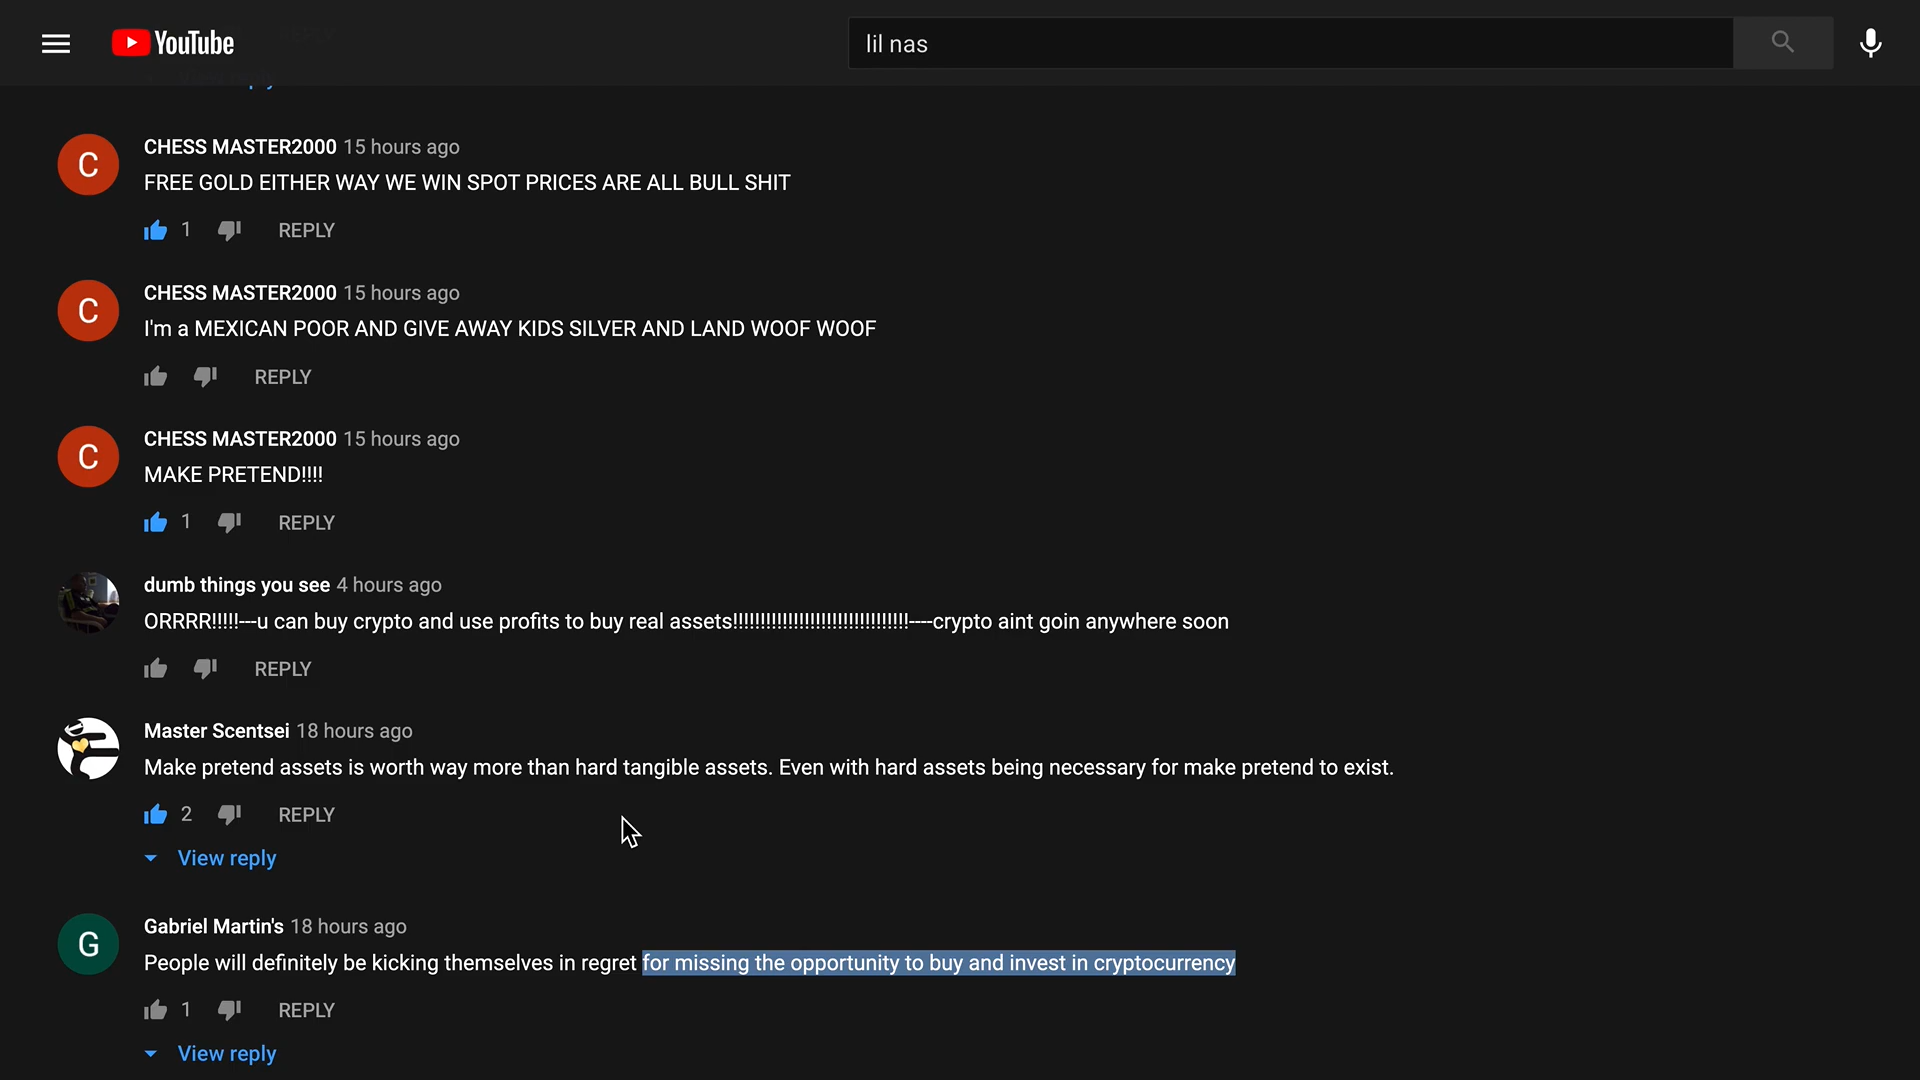 YouTube
lil nas
CHESS MASTER2000 15 hours ago
FREE GOLD EITHER WAY WE WIN SPOT PRICES ARE ALL BULL SHIT
1 REPLY
CHESS MASTER2000 15 hours ago
I'm a MEXICAN POOR AND GIVE AWAY KIDS SILVER AND LAND WOOF WOOF
REPLY
CHESS MASTER2000 15 hours ago
MAKE PRETEND!!!!
1 REPLY
dumb things you see 4 hours ago
ORRRR!!!!!---u can buy crypto and use profits to buy real assets!!!!!!!!!!!!!!!!!!!!!!!!!!!!!!!!----crypto aint goin anywhere soon
REPLY
Master Scentsei 18 hours ago
Make pretend assets is worth way more than hard tangible assets. Even with hard assets being necessary for make pretend to exist.
2 REPLY
View reply
Gabriel Martin's 18 hours ago
People will definitely be kicking themselves in regret for missing the opportunity to buy and invest in cryptocurrency
1 REPLY
View reply
C
C
C
G